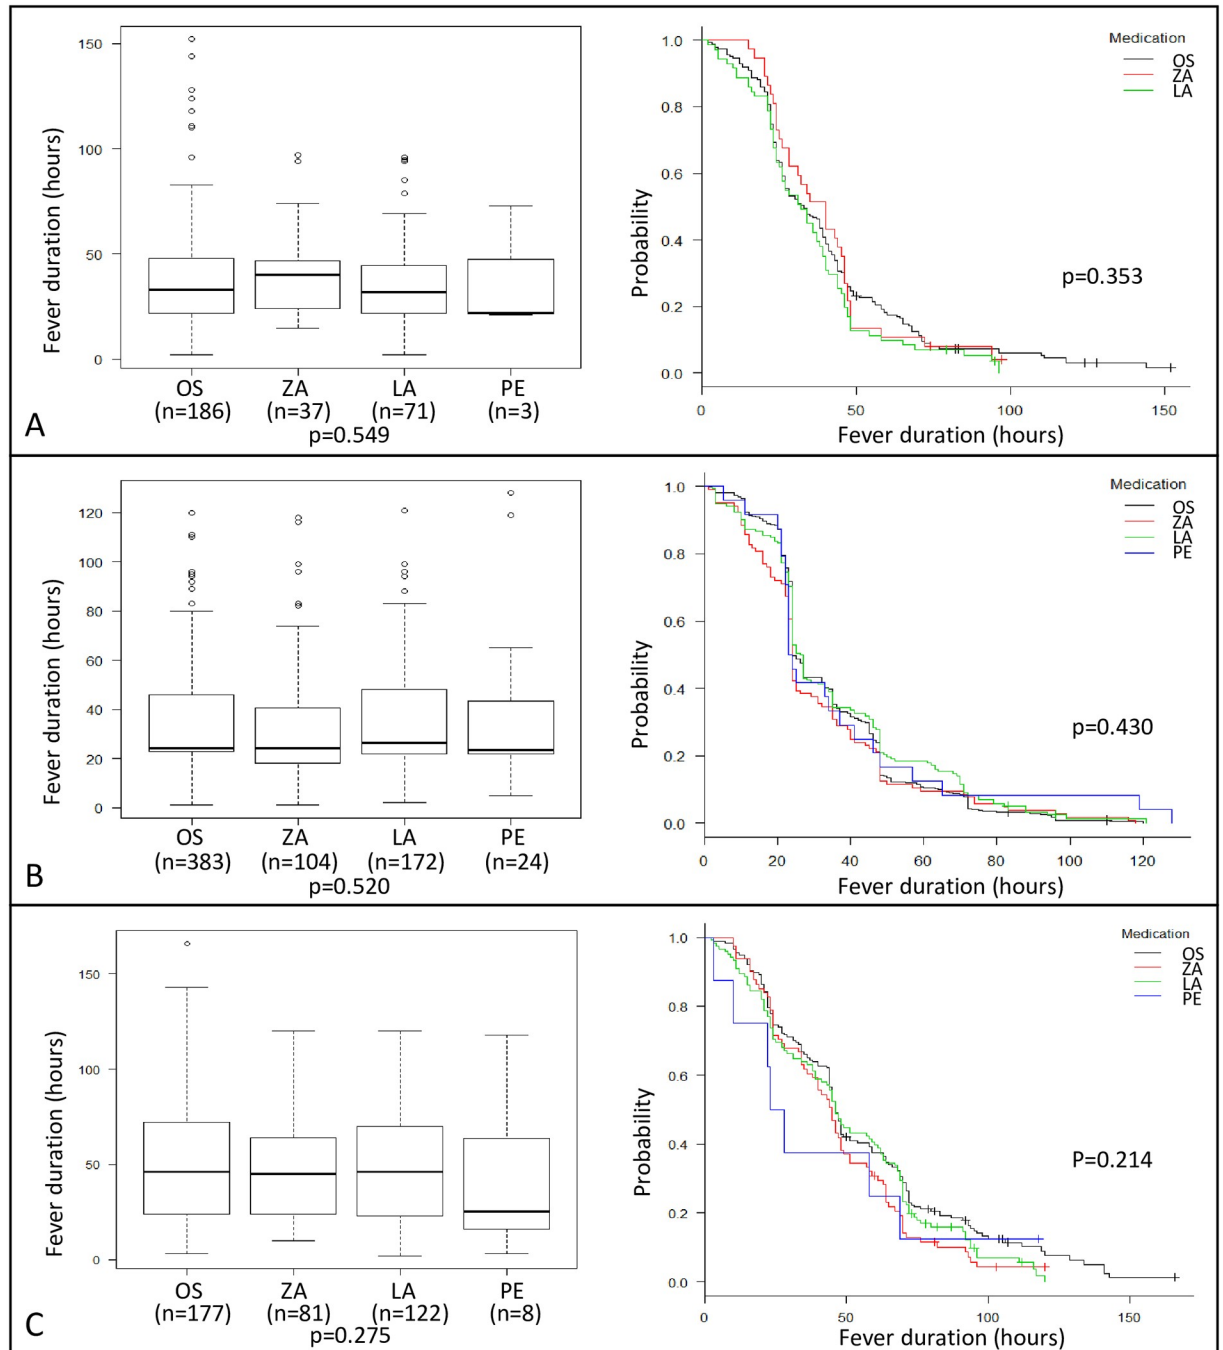 Fever duration (hours)
150
100
50
0
OS ZA LA PE
(n=186) (n=37) (n=71) (n=3)
p=0.549
A
Probability
1.0
0.8
0.6
0.4
0.2
0.0
Medication
OS
ZA
LA
p=0.353
0 50 100 150
Fever duration (hours)
Fever duration (hours)
120
100
80
60
40
20
0
OS ZA LA PE
(n=383) (n=104) (n=172) (n=24)
p=0.520
B
Probability
1.0
0.8
0.6
0.4
0.2
0.0
Medication
OS
ZA
LA
PE
p=0.430
0 20 40 60 80 100 120
Fever duration (hours)
Fever duration (hours)
150
100
50
0
OS ZA LA PE
(n=177) (n=81) (n=122) (n=8)
p=0.275
C
Probability
1.0
0.8
0.6
0.4
0.2
0.0
Medication
OS
ZA
LA
PE
P=0.214
0 50 100 150
Fever duration (hours)